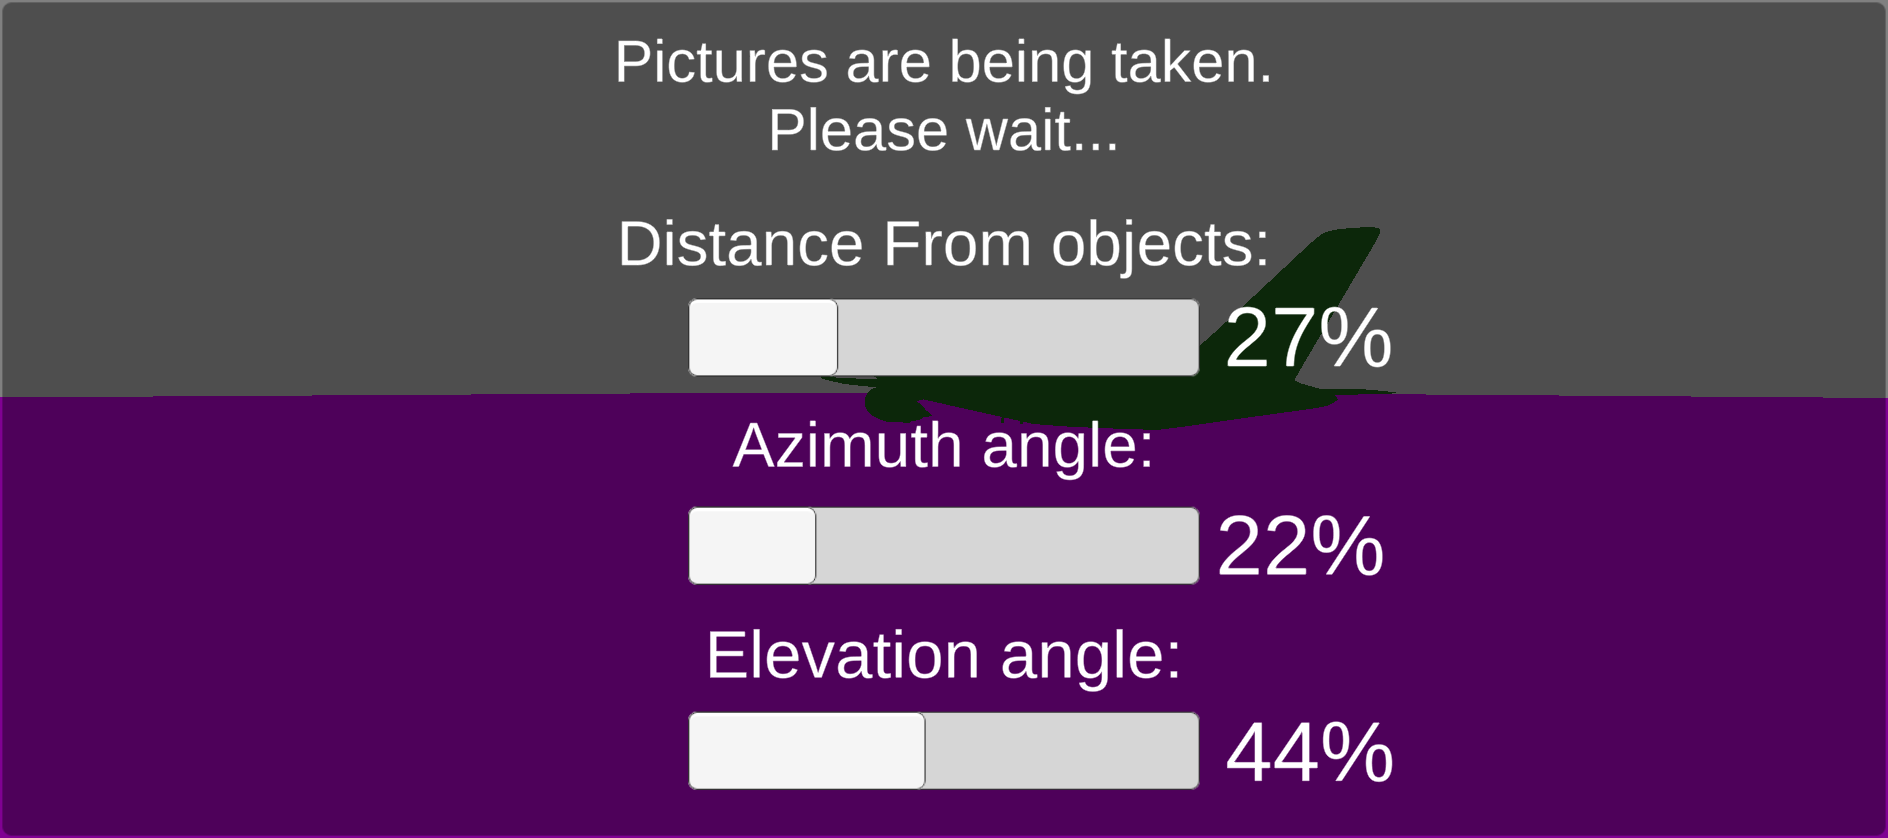 Pictures are being taken.
Please wait...
Distance From objects:
27%
Azimuth angle:
22%
Elevation angle:
44%